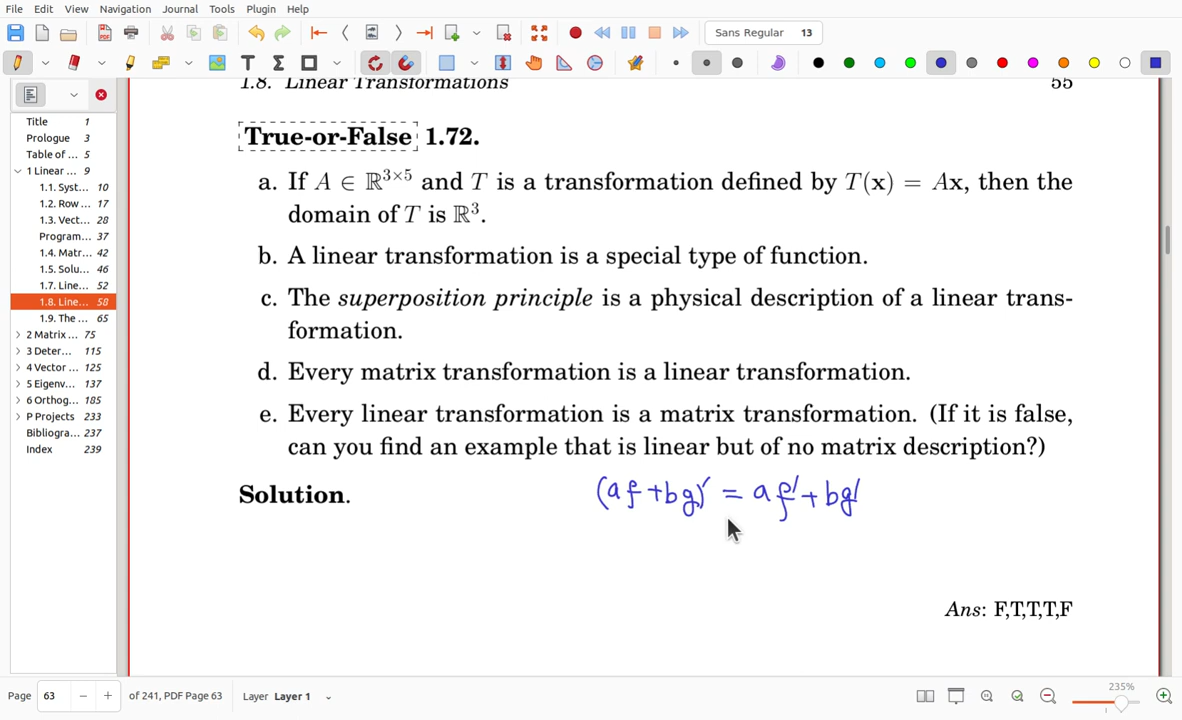 File Edit View Navigation Journal Tools Plugin Help
Sans Regular 13
Title 1
Prologue 3
Table of ... 5
1 Linear ... 9
1.1. Syst... 10
1.2. Row ... 17
1.3. Vect... 28
Program... 37
1.4. Matr... 42
1.5. Solu... 46
1.7. Line... 52
1.8. Line... 58
1.9. The ... 65
2 Matrix ... 75
3 Deter... 115
4 Vector ... 125
5 Eigenv... 137
6 Orthog... 185
P Projects 233
Bibliogra... 237
Index 239
1.8. Linear Transformations 55
True-or-False 1.72.
a. If A ∈ ℝ³ˣ⁵ and T is a transformation defined by T(x) = Ax, then the
domain of T is ℝ³.
b. A linear transformation is a special type of function.
c. The superposition principle is a physical description of a linear trans-
formation.
d. Every matrix transformation is a linear transformation.
e. Every linear transformation is a matrix transformation. (If it is false,
can you find an example that is linear but of no matrix description?)
Solution. (af+bg)' = af'+bg'
Ans: F,T,T,T,F
Page 63 of 241, PDF Page 63 Layer Layer 1 235%